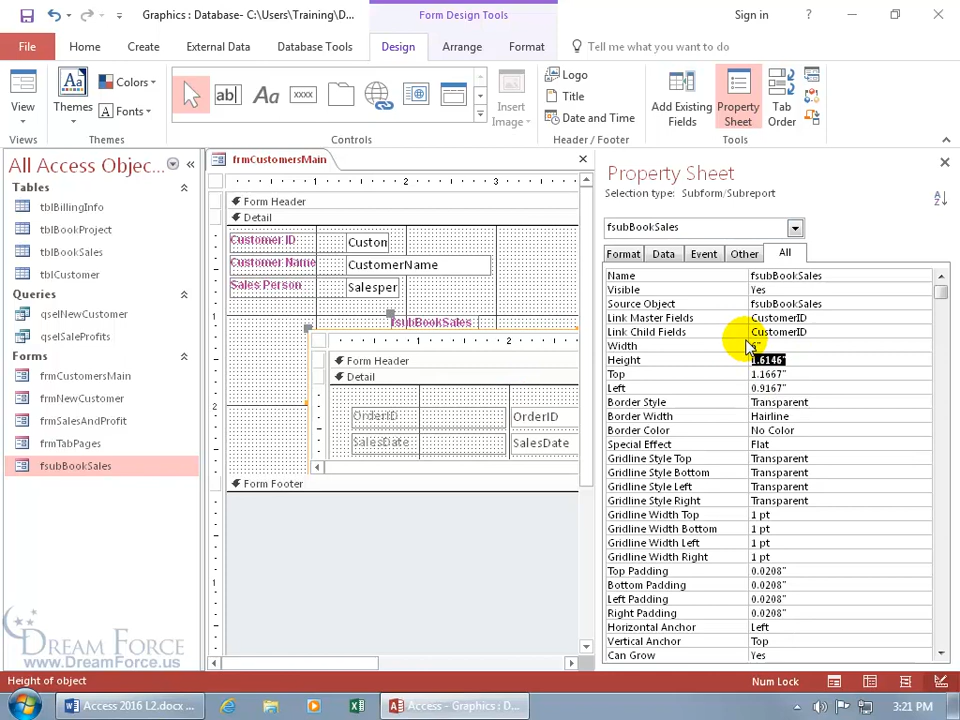 Graphics : Database- C:\Users\Training\D...
Form Design Tools
Sign in
?
File
Home
Create
External Data
Database Tools
Design
Arrange
Format
Tell me what you want to do
View
Themes
Colors
Fonts
ab|
Aa
xxxx
Insert Image
Logo
Title
Date and Time
Add Existing Fields
Property Sheet
Tab Order
Views
Themes
Controls
Header / Footer
Tools
All Access Objec...
Tables
tblBillingInfo
tblBookProject
tblBookSales
tblCustomer
Queries
qselNewCustomer
qselSaleProfits
Forms
frmCustomersMain
frmNewCustomer
frmSalesAndProfit
frmTabPages
fsubBookSales
DREAM FORCE
www.DreamForce.us
frmCustomersMain
1 2 3
Form Header
Detail
Customer ID
Custon
Customer Name
CustomerName
Sales Person
Salesper
fsubBookSales
1 2
Form Header
Detail
OrderID
OrderID
SalesDate
SalesDate
Form Footer
Property Sheet
Selection type: Subform/Subreport
fsubBookSales
Format Data Event Other All
Name fsubBookSales
Visible Yes
Source Object fsubBookSales
Link Master Fields CustomerID
Link Child Fields CustomerID
Width 6"
Height 1.6146"
Top 1.1667"
Left 0.9167"
Border Style Transparent
Border Width Hairline
Border Color No Color
Special Effect Flat
Gridline Style Top Transparent
Gridline Style Bottom Transparent
Gridline Style Left Transparent
Gridline Style Right Transparent
Gridline Width Top 1 pt
Gridline Width Bottom 1 pt
Gridline Width Left 1 pt
Gridline Width Right 1 pt
Top Padding 0.0208"
Bottom Padding 0.0208"
Left Padding 0.0208"
Right Padding 0.0208"
Horizontal Anchor Left
Vertical Anchor Top
Can Grow Yes
Height of object
Num Lock
Access 2016 L2.docx ...
Access - Graphics : D...
3:21 PM